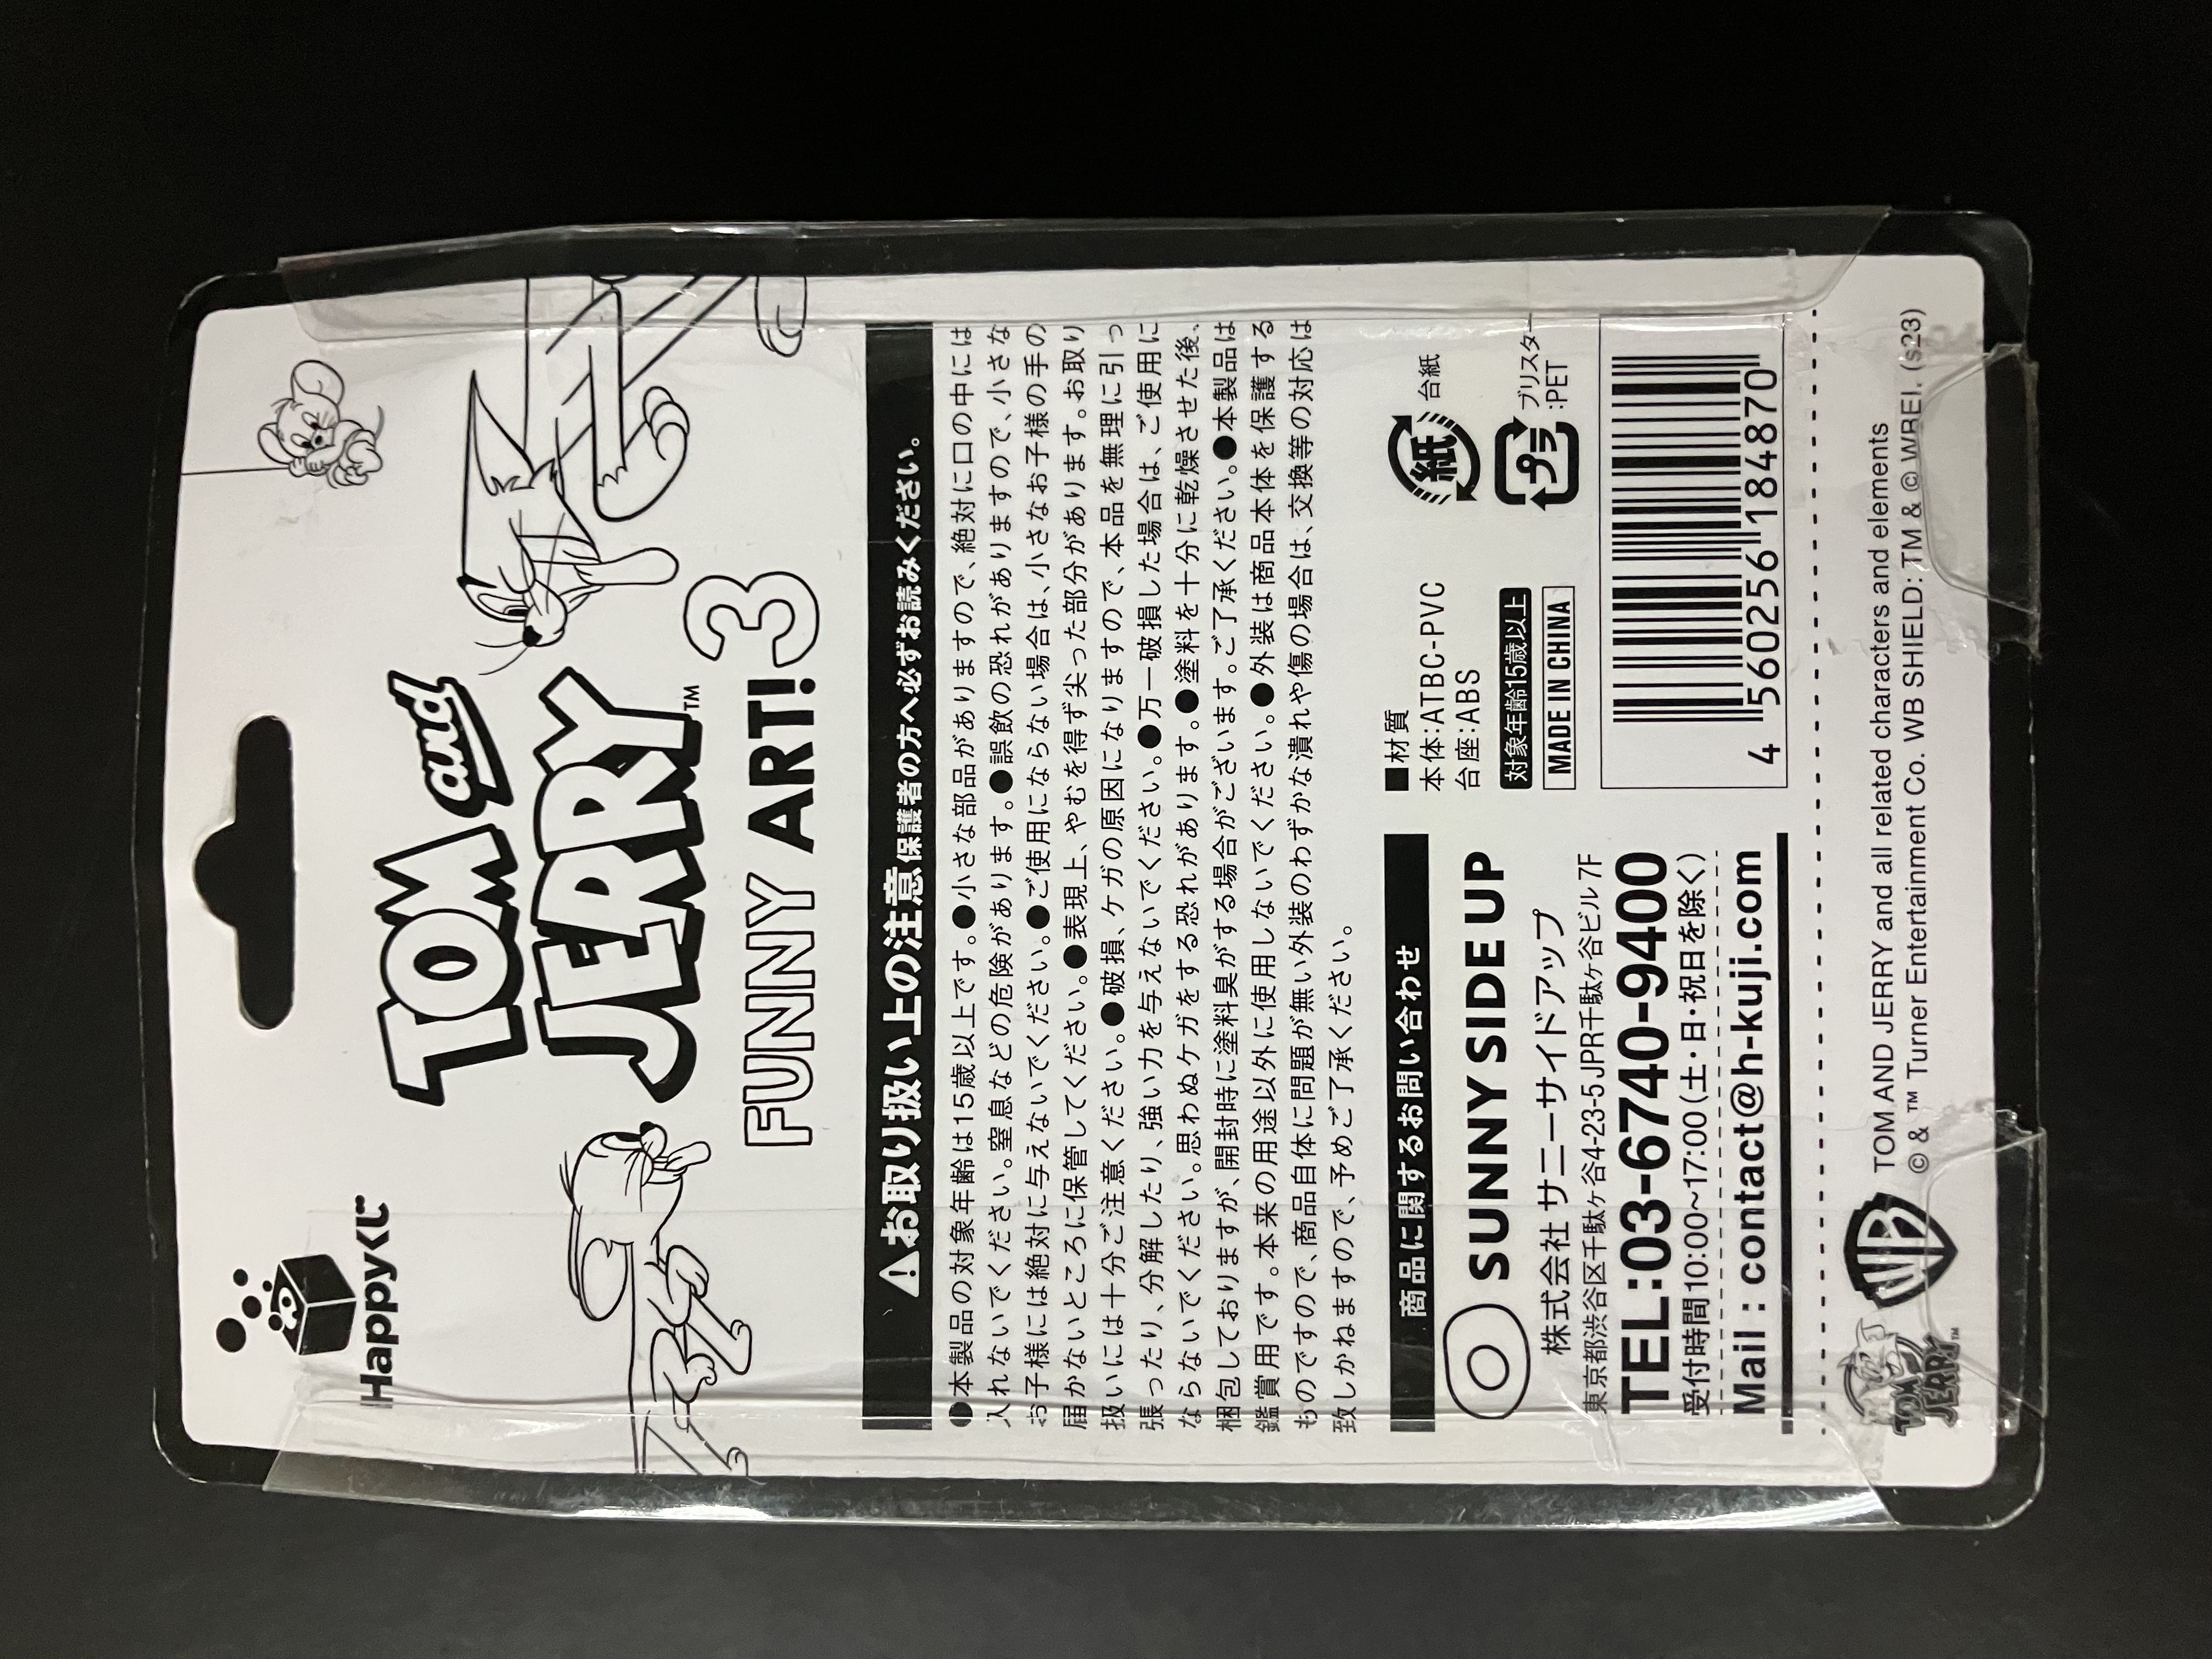 Happyくじ
TOM and
JERRY™
FUNNY ART! 3
⚠お取り扱い上の注意 保護者の方へ必ずお読みください。
●本製品の対象年齢は15歳以上です。●小さな部品がありますので、絶対に口の中には
入れないでください。窒息などの危険があります。●誤飲の恐れがありますので、小さな
お子様には絶対に与えないでください。●ご使用にならない場合は、小さなお子様の手の
届かないところに保管してください。●表現上、やむを得ず尖った部分があります。お取り
扱いには十分ご注意ください。●破損、ケガの原因になりますので、本品を無理に引っ
張ったり、分解したり、強い力を与えないでください。●万一破損した場合は、ご使用に
ならないでください。思わぬケガをする恐れがあります。●塗料を十分に乾燥させた後、
梱包しておりますが、開封時に塗料臭がする場合がございます。ご了承ください。●本製品は
鑑賞用です。本来の用途以外に使用しないでください。●外装は商品本体を保護する
ものですので、商品自体に問題が無い外装のわずかな潰れや傷の場合は、交換等の対応は
致しかねますので、予めご了承ください。
商品に関するお問い合わせ
SUNNY SIDE UP
株式会社 サニーサイドアップ
東京都渋谷区千駄ヶ谷4-23-5 JPR千駄ヶ谷ビル 7F
TEL:03-6740-9400
受付時間10:00~17:00 (土・日・祝日を除く)
Mail : contact@h-kuji.com
■材質
本体:ATBC-PVC
台座:ABS
対象年齢15歳以上
MADE IN CHINA
紙
台紙
プラ
ブリスター
:PET
4 560256 184870
TOM and JERRY™
WB
TOM AND JERRY and all related characters and elements
© & ™ Turner Entertainment Co. WB SHIELD: TM & © WBEI. (s23)